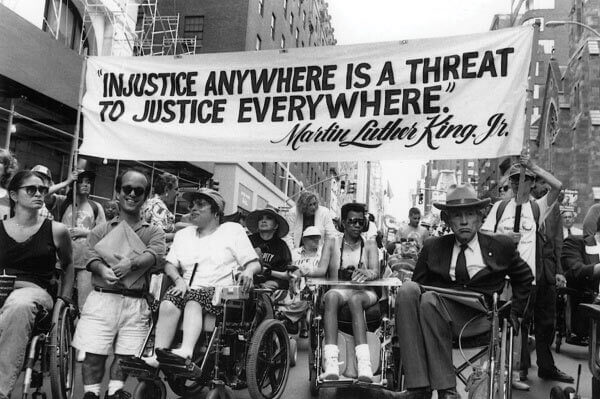 "INJUSTICE ANYWHERE IS A THREAT
TO JUSTICE EVERYWHERE."
Martin Luther King, Jr.